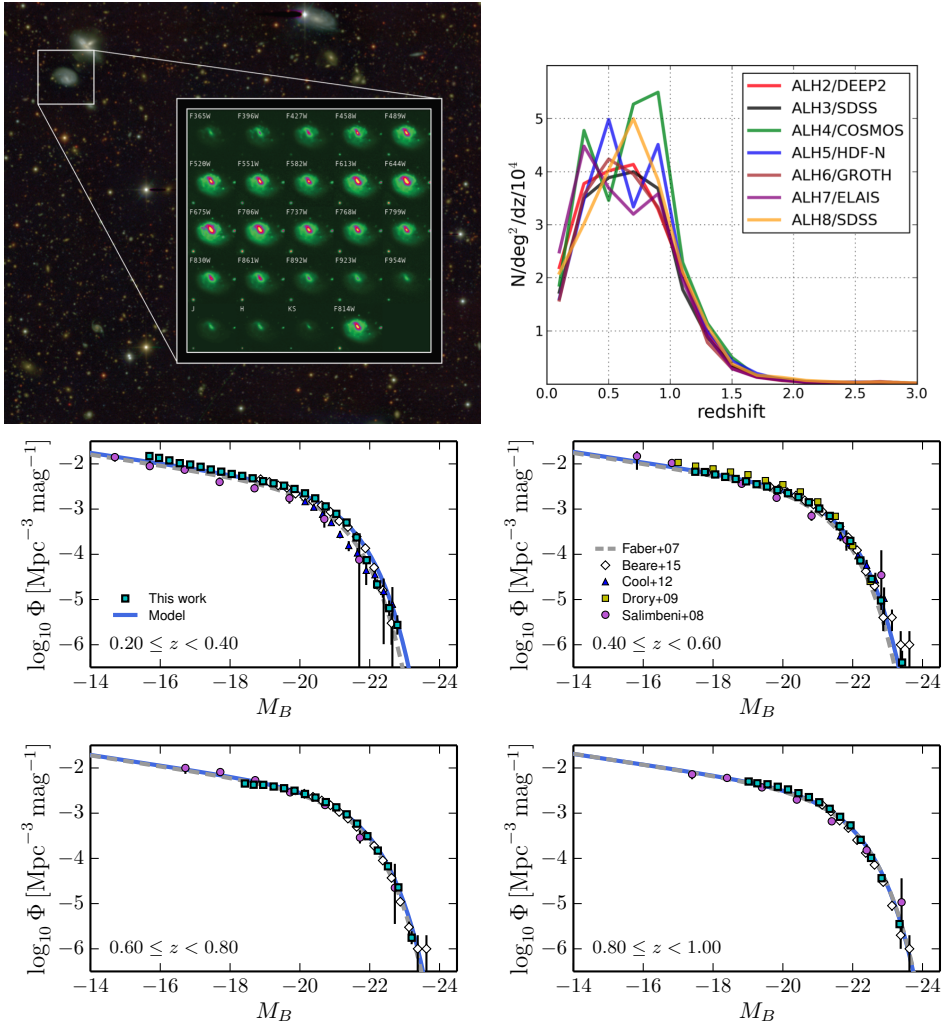 F365W F396W F427W F458W F489W
F520W F551W F582W F613W F644W
F675W F706W F737W F768W F799W
F830W F861W F892W F923W F954W
J H KS F814W
N/deg²/dz/10⁴
5
4
3
2
1
0.0 0.5 1.0 1.5 2.0 2.5 3.0
redshift
ALH2/DEEP2
ALH3/SDSS
ALH4/COSMOS
ALH5/HDF-N
ALH6/GROTH
ALH7/ELAIS
ALH8/SDSS
log₁₀ Φ [Mpc⁻³ mag⁻¹]
−2
−3
−4
−5
−6
This work
Model
0.20 ≤ z < 0.40
−14 −16 −18 −20 −22 −24
M_B
log₁₀ Φ [Mpc⁻³ mag⁻¹]
−2
−3
−4
−5
−6
Faber+07
Beare+15
Cool+12
Drory+09
Salimbeni+08
0.40 ≤ z < 0.60
−14 −16 −18 −20 −22 −24
M_B
log₁₀ Φ [Mpc⁻³ mag⁻¹]
−2
−3
−4
−5
−6
0.60 ≤ z < 0.80
−14 −16 −18 −20 −22 −24
M_B
log₁₀ Φ [Mpc⁻³ mag⁻¹]
−2
−3
−4
−5
−6
0.80 ≤ z < 1.00
−14 −16 −18 −20 −22 −24
M_B